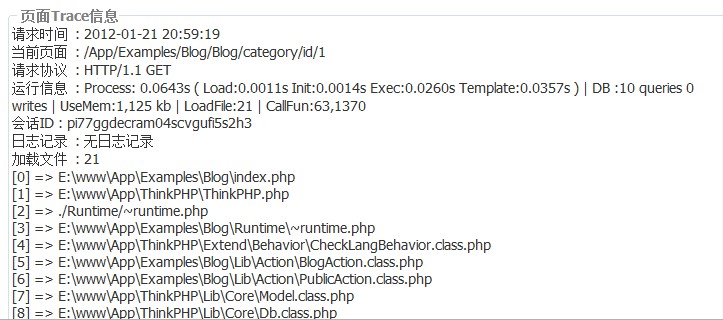 页面Trace信息
请求时间 : 2012-01-21 20:59:19
当前页面 : /App/Examples/Blog/Blog/category/id/1
请求协议 : HTTP/1.1 GET
运行信息 : Process: 0.0643s ( Load:0.0011s Init:0.0014s Exec:0.0260s Template:0.0357s ) | DB :10 queries 0
writes | UseMem:1,125 kb | LoadFile:21 | CallFun:63,1370
会话ID : pi77ggdecram04scvgufi5s2h3
日志记录 : 无日志记录
加载文件 : 21
[0] => E:\www\App\Examples\Blog\index.php
[1] => E:\www\App\ThinkPHP\ThinkPHP.php
[2] => ./Runtime/~runtime.php
[3] => E:\www\App\Examples\Blog\Runtime\~runtime.php
[4] => E:\www\App\ThinkPHP\Extend\Behavior\CheckLangBehavior.class.php
[5] => E:\www\App\Examples\Blog\Lib\Action\BlogAction.class.php
[6] => E:\www\App\Examples\Blog\Lib\Action\PublicAction.class.php
[7] => E:\www\App\ThinkPHP\Lib\Core\Model.class.php
[8] => E:\www\App\ThinkPHP\Lib\Core\Db.class.php